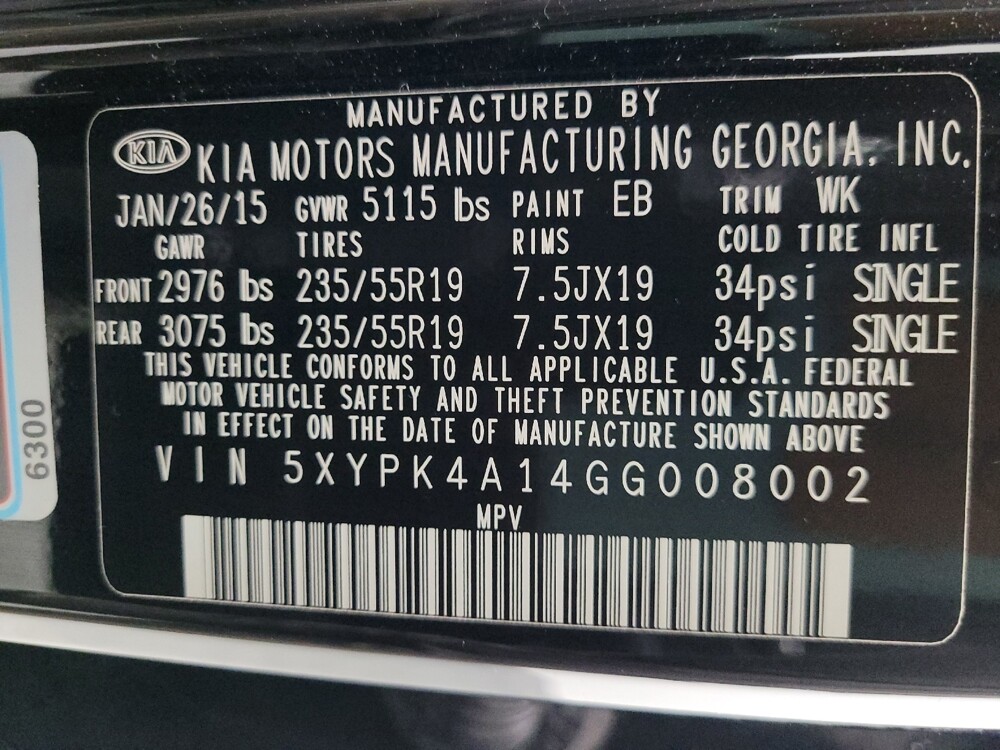 MANUFACTURED BY
KIA KIA MOTORS MANUFACTURING GEORGIA, INC.
JAN/26/15 GVWR 5115 lbs PAINT EB TRIM WK
GAWR TIRES RIMS COLD TIRE INFL
FRONT 2976 lbs 235/55R19 7.5JX19 34psi SINGLE
REAR 3075 lbs 235/55R19 7.5JX19 34psi SINGLE
THIS VEHICLE CONFORMS TO ALL APPLICABLE U.S.A. FEDERAL
MOTOR VEHICLE SAFETY AND THEFT PREVENTION STANDARDS
IN EFFECT ON THE DATE OF MANUFACTURE SHOWN ABOVE
VIN 5XYPK4A14GG008002
MPV
6300